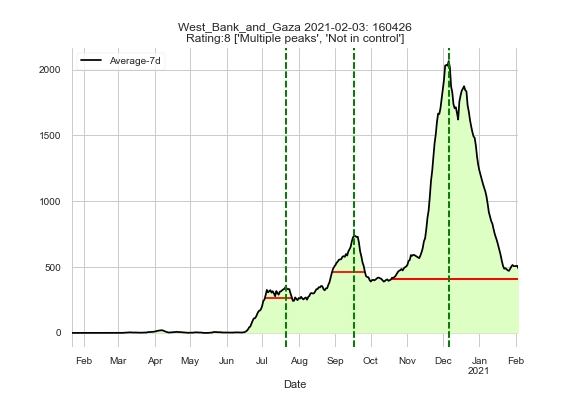 West_Bank_and_Gaza 2021-02-03: 160426
Rating:8 ['Multiple peaks', 'Not in control']
Average-7d
2000
1500
1000
500
0
Feb Mar Apr May Jun Jul Aug Sep Oct Nov Dec Jan Feb
2021
Date